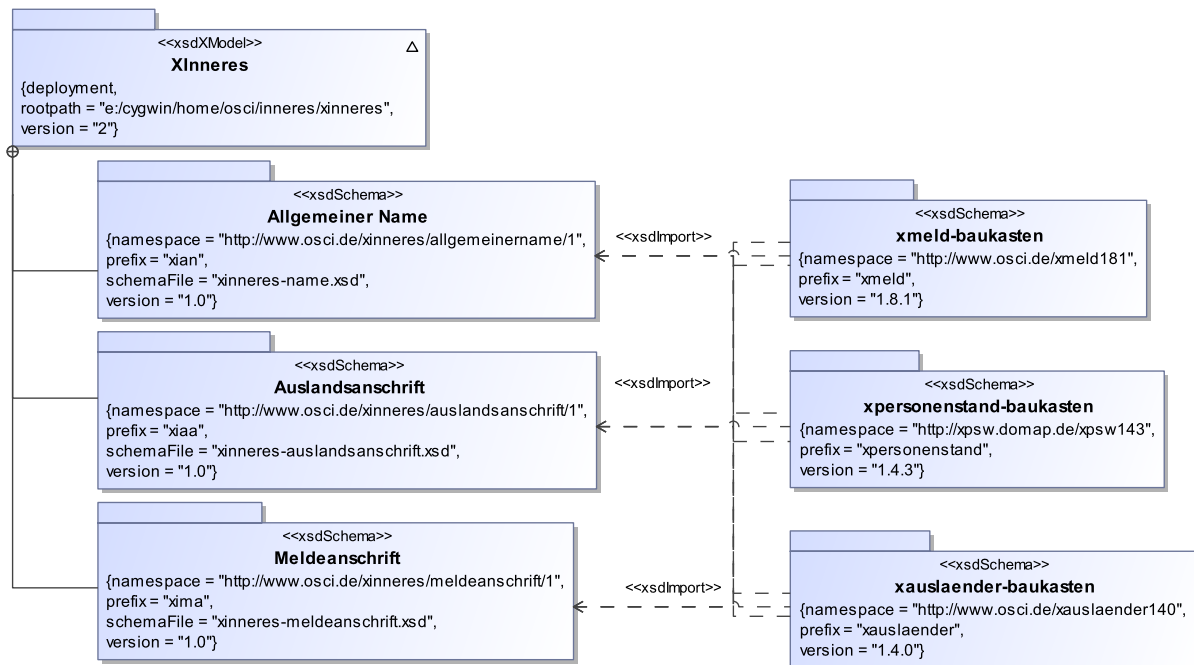 <<xsdXModel>>
XInneres
{deployment,
rootpath = "e:/cygwin/home/osci/inneres/xinneres",
version = "2"}
<<xsdSchema>>
Allgemeiner Name
{namespace = "http://www.osci.de/xinneres/allgemeinername/1",
prefix = "xian",
schemaFile = "xinneres-name.xsd",
version = "1.0"}
<<xsdImport>>
<<xsdSchema>>
xmeld-baukasten
{namespace = "http://www.osci.de/xmeld181",
prefix = "xmeld",
version = "1.8.1"}
<<xsdSchema>>
Auslandsanschrift
{namespace = "http://www.osci.de/xinneres/auslandsanschrift/1",
prefix = "xiaa",
schemaFile = "xinneres-auslandsanschrift.xsd",
version = "1.0"}
<<xsdImport>>
<<xsdSchema>>
xpersonenstand-baukasten
{namespace = "http://xpsw.domap.de/xpsw143",
prefix = "xpersonenstand",
version = "1.4.3"}
<<xsdSchema>>
Meldeanschrift
{namespace = "http://www.osci.de/xinneres/meldeanschrift/1",
prefix = "xima",
schemaFile = "xinneres-meldeanschrift.xsd",
version = "1.0"}
<<xsdImport>>
<<xsdSchema>>
xauslaender-baukasten
{namespace = "http://www.osci.de/xauslaender140",
prefix = "xauslaender",
version = "1.4.0"}